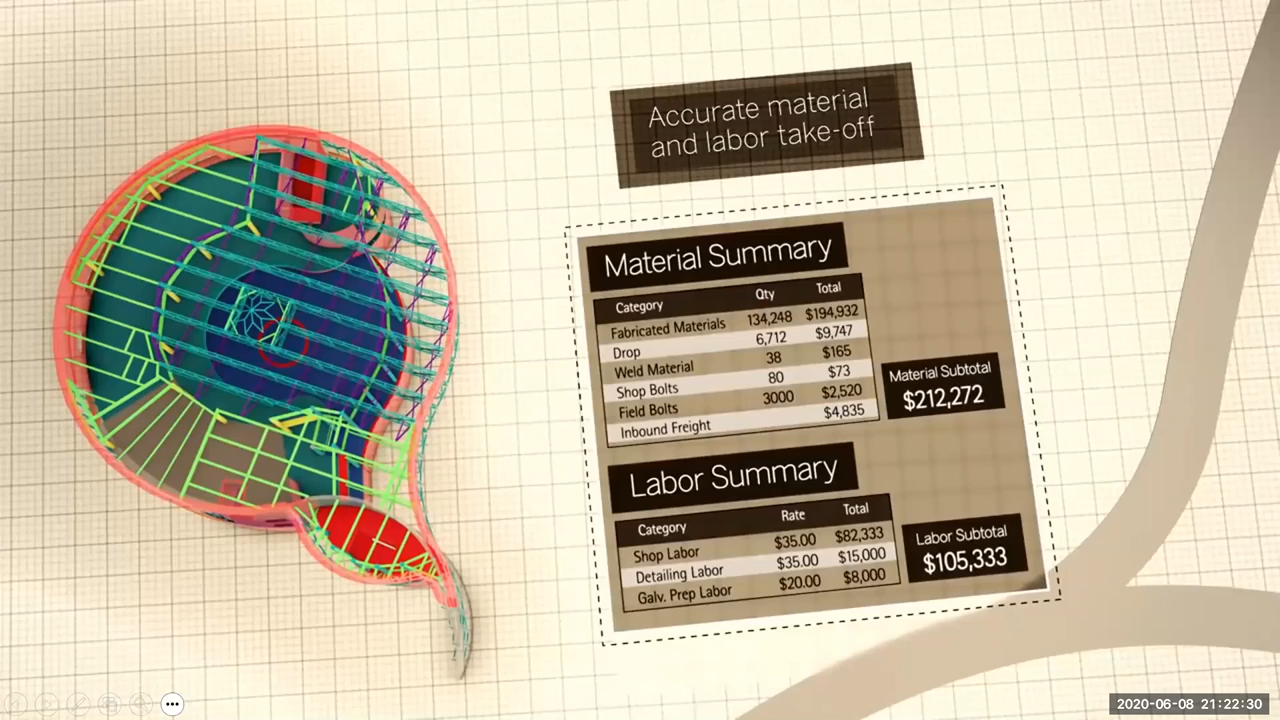 Accurate material
and labor take-off
Material Summary
Category Qty Total
Fabricated Materials 134,248 $194,932
Drop 6,712 $9,747
Weld Material 38 $165
Shop Bolts 80 $73
Field Bolts 3000 $2,520
Inbound Freight $4,835
Material Subtotal
$212,272
Labor Summary
Category Rate Total
Shop Labor $35.00 $82,333
Detailing Labor $35.00 $15,000
Galv. Prep Labor $20.00 $8,000
Labor Subtotal
$105,333
2020-06-08 21:22:30